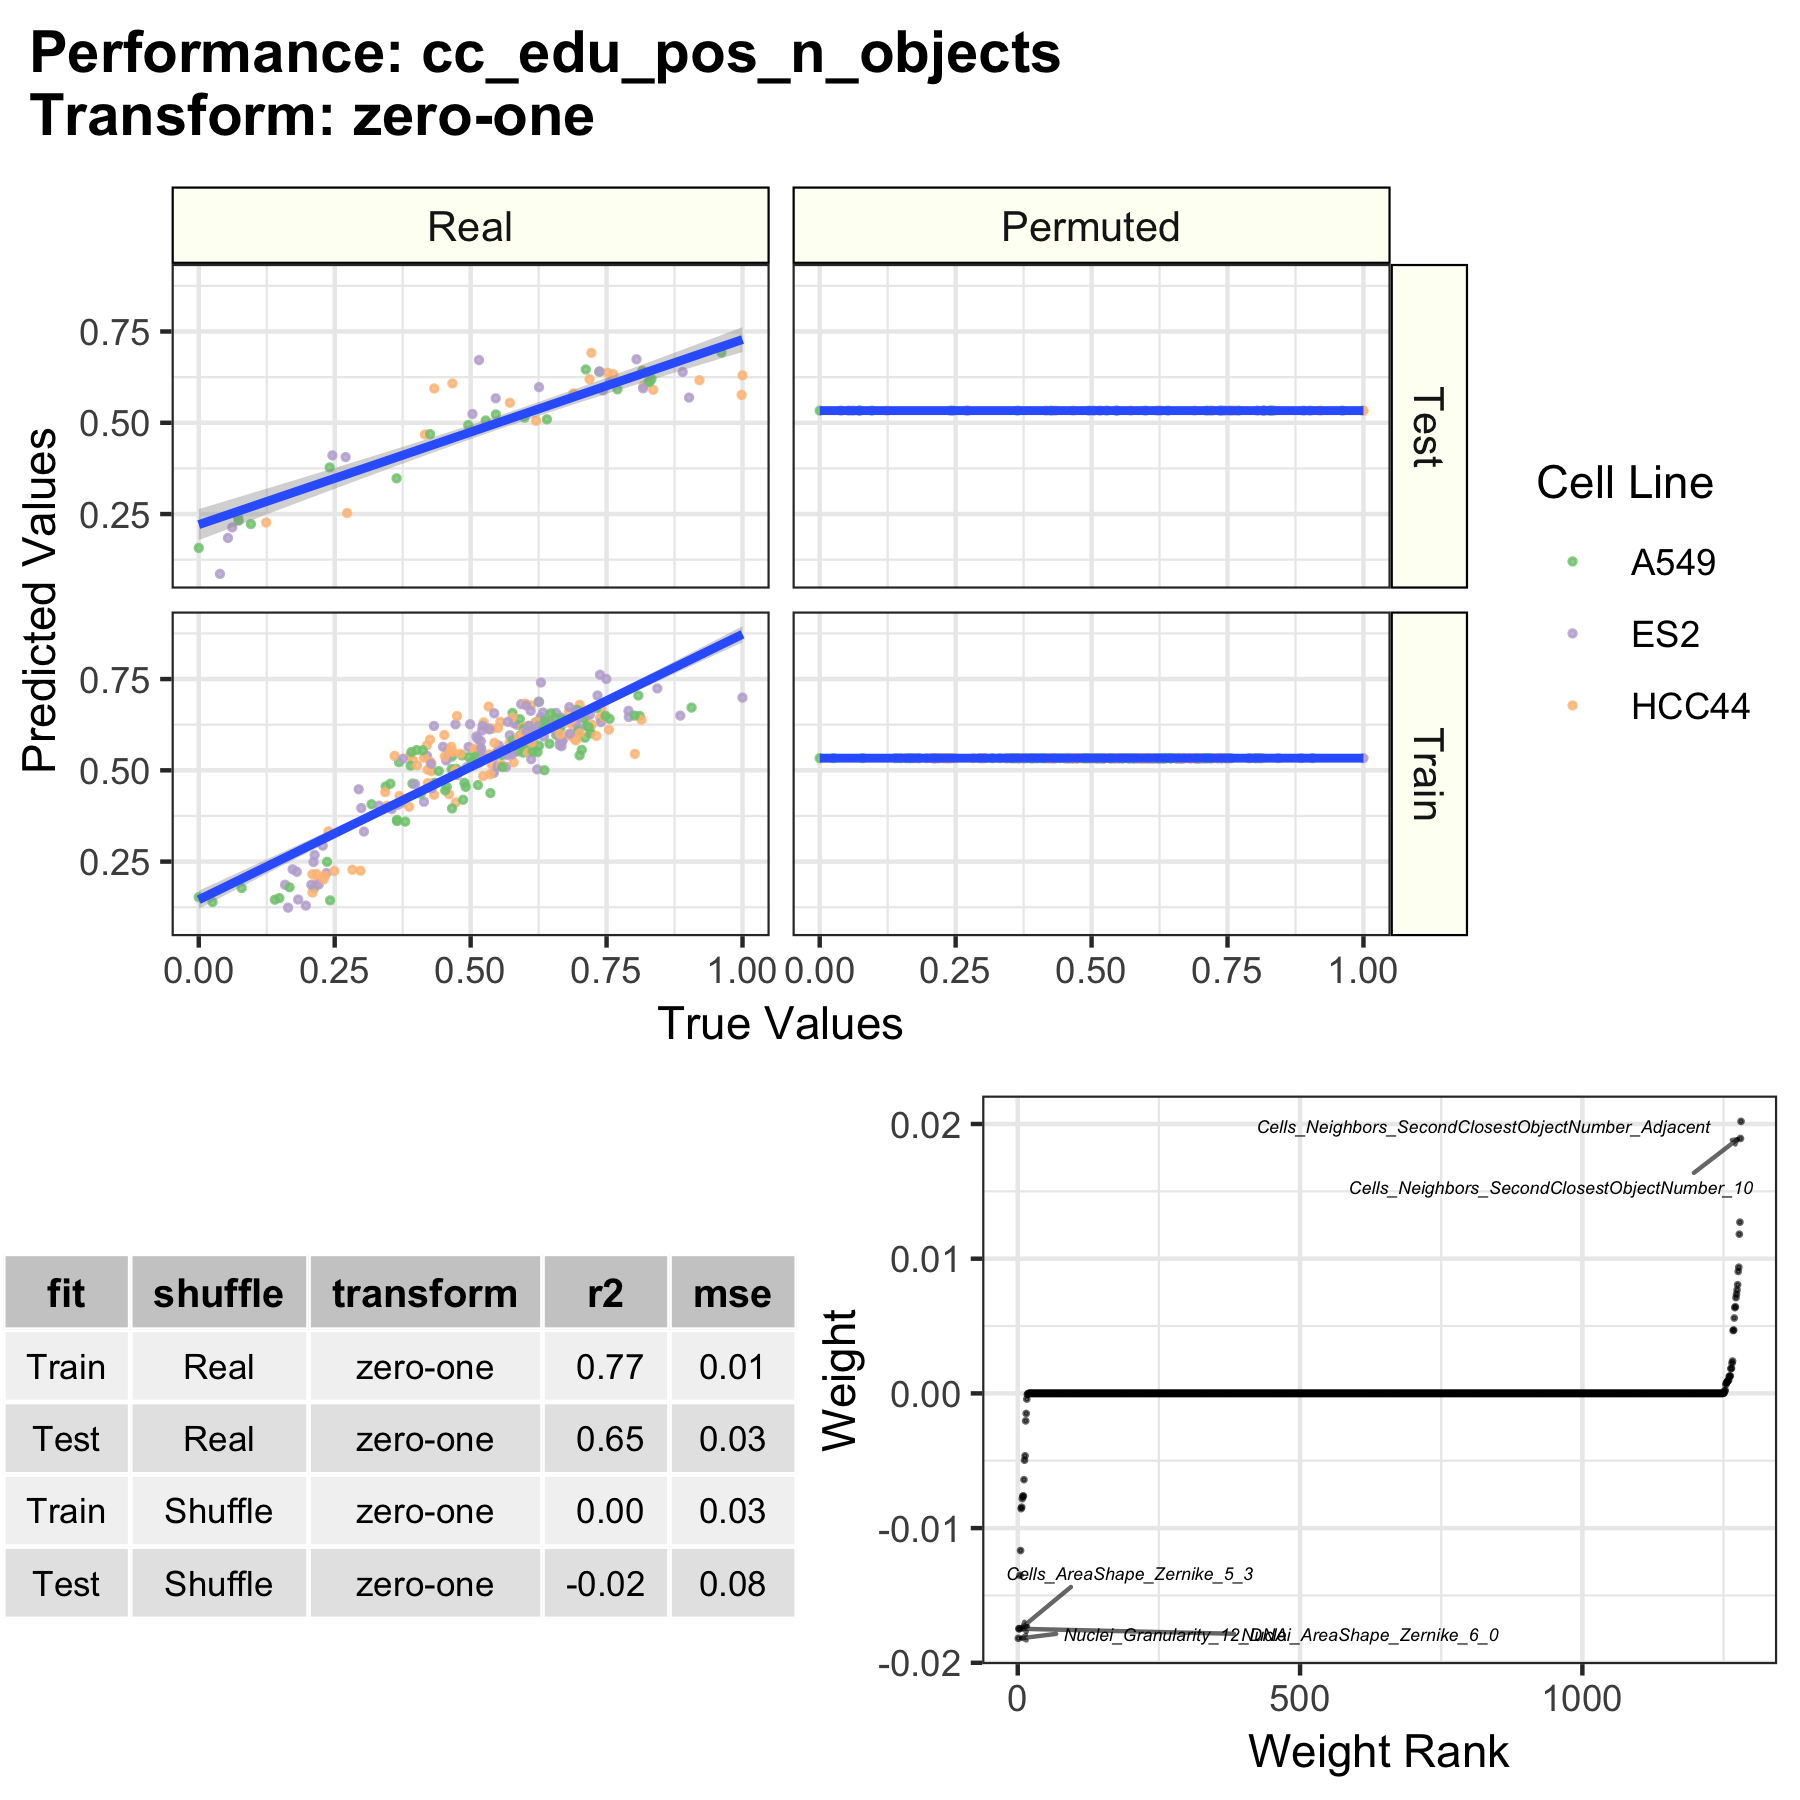 Performance: cc_edu_pos_n_objects
Transform: zero-one
Real
Permuted
0.75
0.50
0.25
Test
0.75
0.50
0.25
Train
Predicted Values
0.00 0.25 0.50 0.75 1.00
0.00 0.25 0.50 0.75 1.00
True Values
Cell Line
A549
ES2
HCC44
fit shuffle transform r2 mse
Train Real zero-one 0.77 0.01
Test Real zero-one 0.65 0.03
Train Shuffle zero-one 0.00 0.03
Test Shuffle zero-one -0.02 0.08
Weight
0.02
0.01
0.00
-0.01
-0.02
Cells_Neighbors_SecondClosestObjectNumber_Adjacent
Cells_Neighbors_SecondClosestObjectNumber_10
Cells_AreaShape_Zernike_5_3
Nuclei_Granularity_12_DNA
Nuclei_AreaShape_Zernike_6_0
0 500 1000
Weight Rank